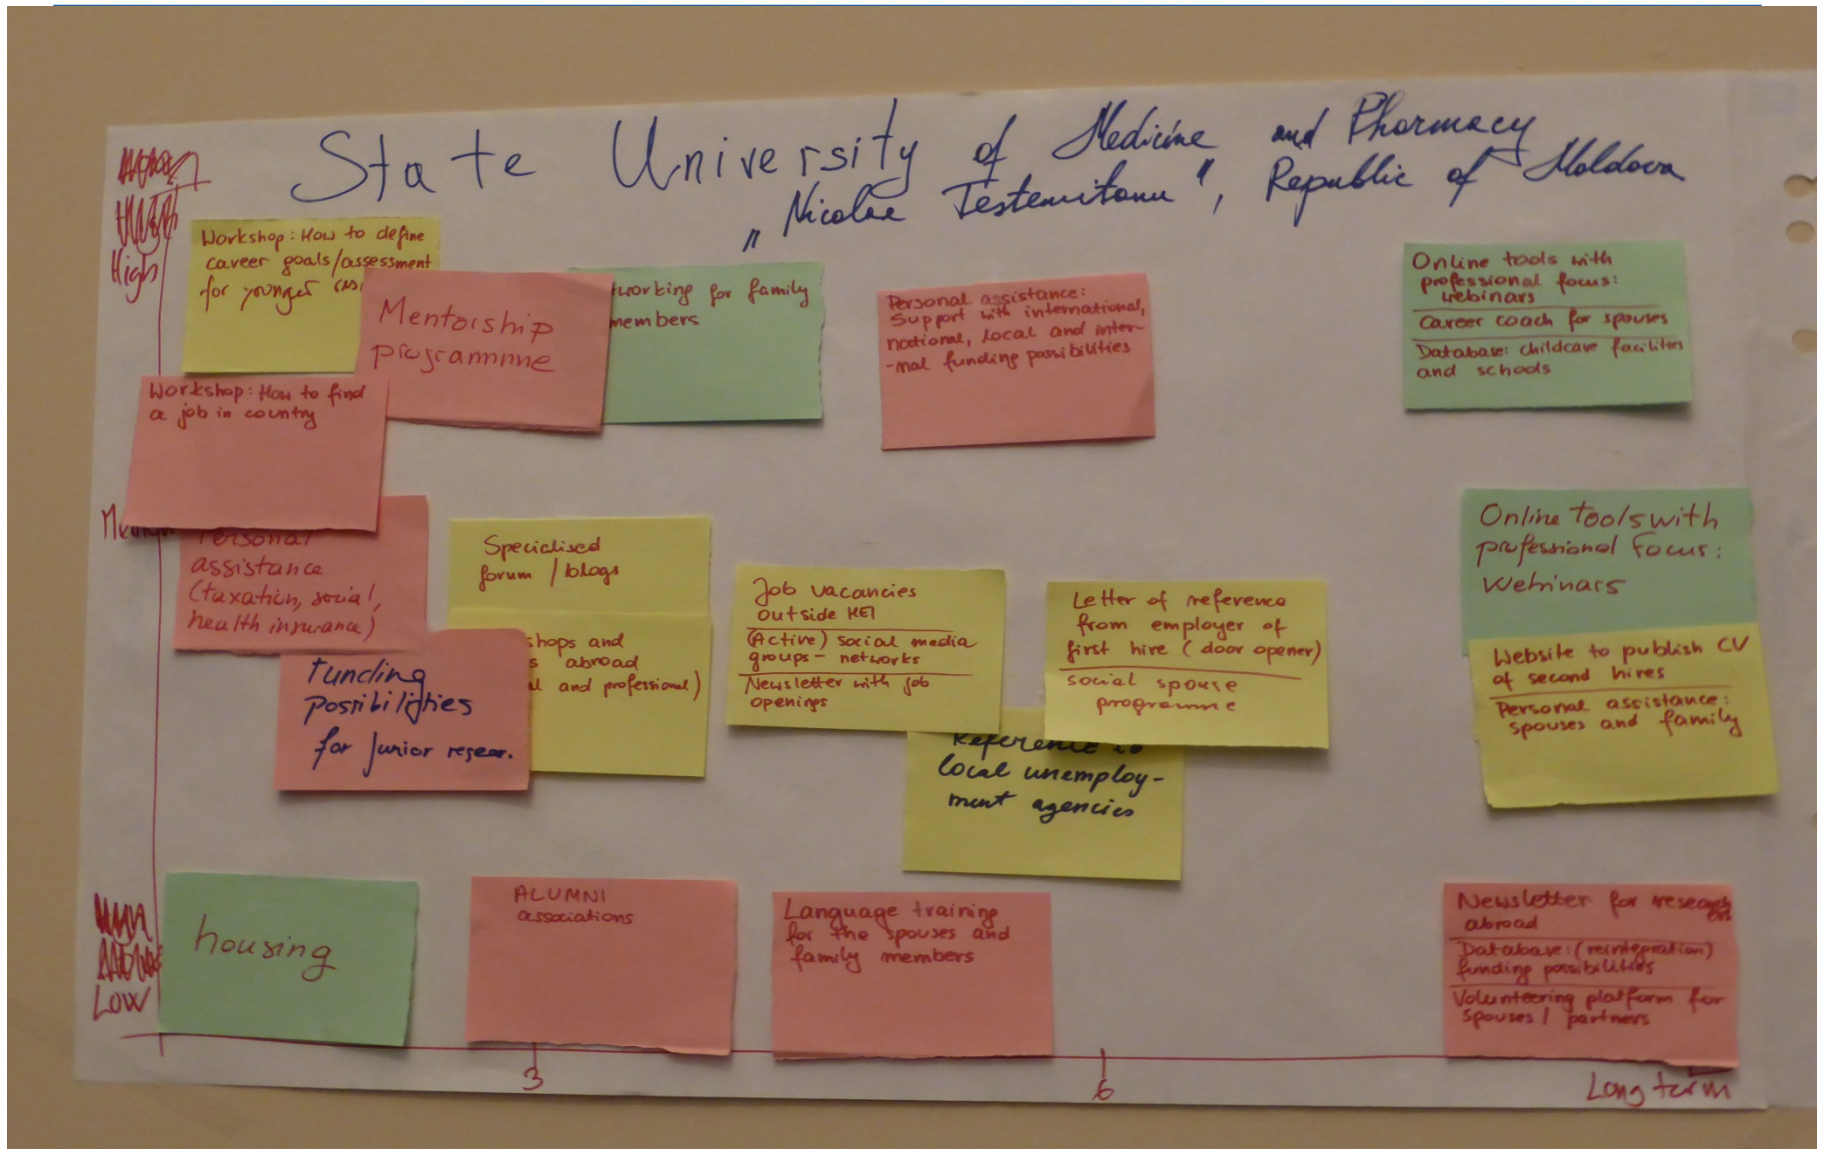 State University of Medicine and Pharmacy
„Nicolae Testemitanu", Republic of Moldova
High
Workshop: How to define
career goals/assessment
for younger
Mentorship
programme
members
tworking for family
Personal assistance:
Support with international,
national, local and inter-
-nal funding possibilities
Online tools with
professional focus:
webinars
Career coach for spouses
Database: childcare facilities
and schools
Workshop: How to find
a job in country
Personal
assistance
(taxation, social,
health insurance)
Specialised
forum / blogs
shops and
abroad
and professional)
Funding
possibilities
for junior resear.
Job vacancies
outside HEI
(Active) social media
groups - networks
Newsletter with job
openings
Letter of reference
from employer of
first hire (door opener)
social spouse
programme
Reference to
local unemploy-
ment agencies
Online tools with
professional focus:
webinars
Website to publish CV
of second hires
Personal assistance:
spouses and family
Low
housing
ALUMNI
associations
Language training
for the spouses and
family members
Newsletter for
abroad
Database: (reintegration)
funding possibilities
Volunteering platform for
spouses / partners
3
6
Long term